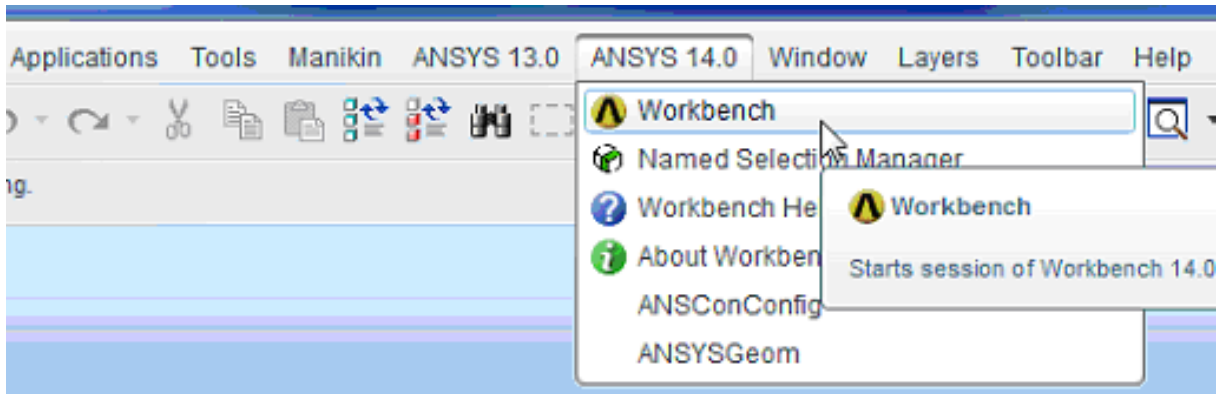 Applications Tools Manikin ANSYS 13.0 ANSYS 14.0 Window Layers Toolbar Help
Workbench
Named Selection Manager
ng.
Workbench He
Workbench
About Workben
Starts session of Workbench 14.0
ANSConConfig
ANSYSGeom